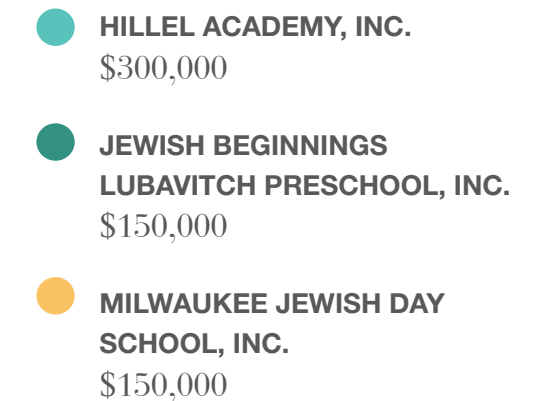 HILLEL ACADEMY, INC.
$300,000
JEWISH BEGINNINGS
LUBAVITCH PRESCHOOL, INC.
$150,000
MILWAUKEE JEWISH DAY
SCHOOL, INC.
$150,000